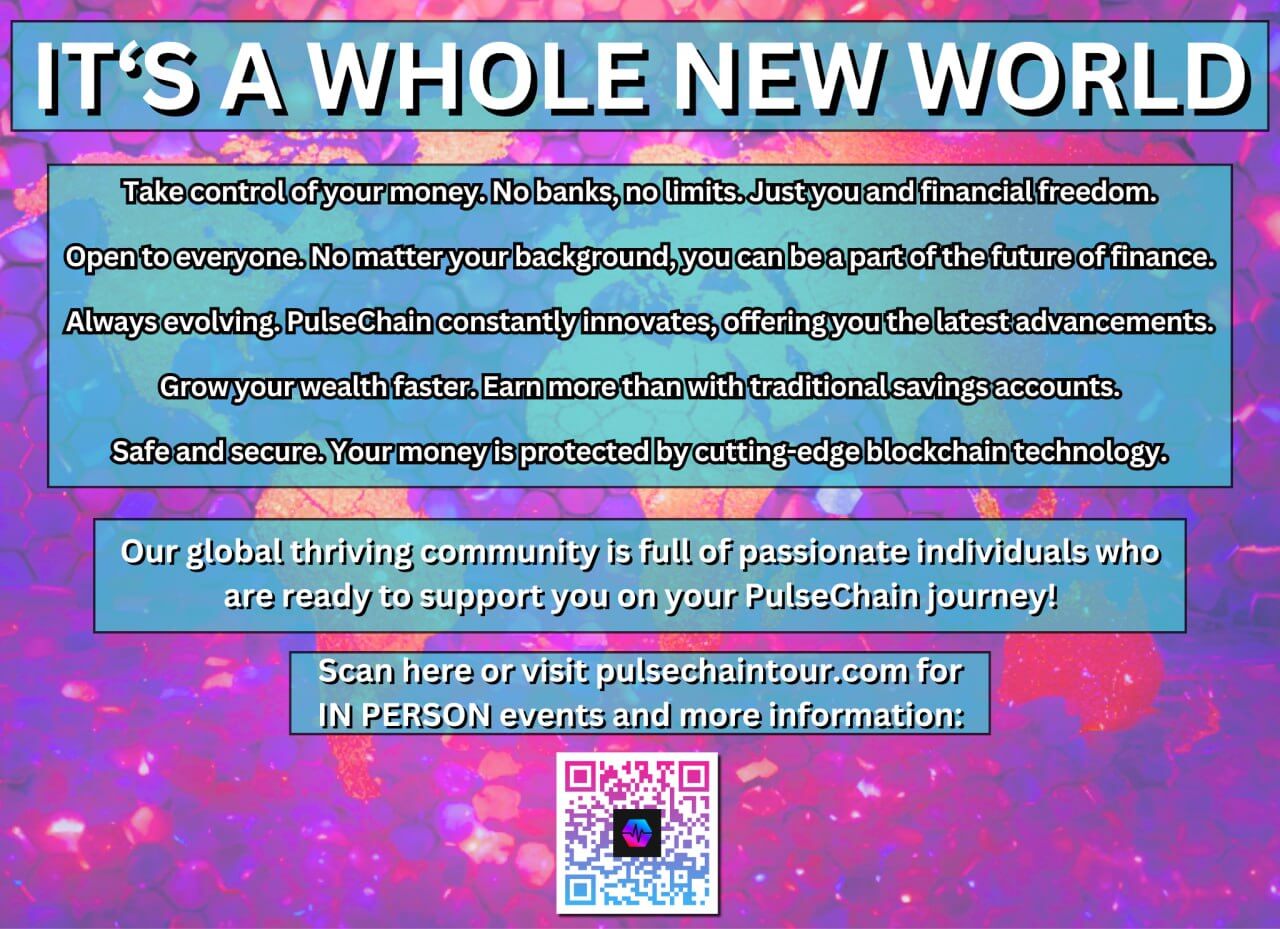 IT‘S A WHOLE NEW WORLD
Take control of your money. No banks, no limits. Just you and financial freedom.
Open to everyone. No matter your background, you can be a part of the future of finance.
Always evolving. PulseChain constantly innovates, offering you the latest advancements.
Grow your wealth faster. Earn more than with traditional savings accounts.
Safe and secure. Your money is protected by cutting-edge blockchain technology.
Our global thriving community is full of passionate individuals who
are ready to support you on your PulseChain journey!
Scan here or visit pulsechaintour.com for
IN PERSON events and more information: